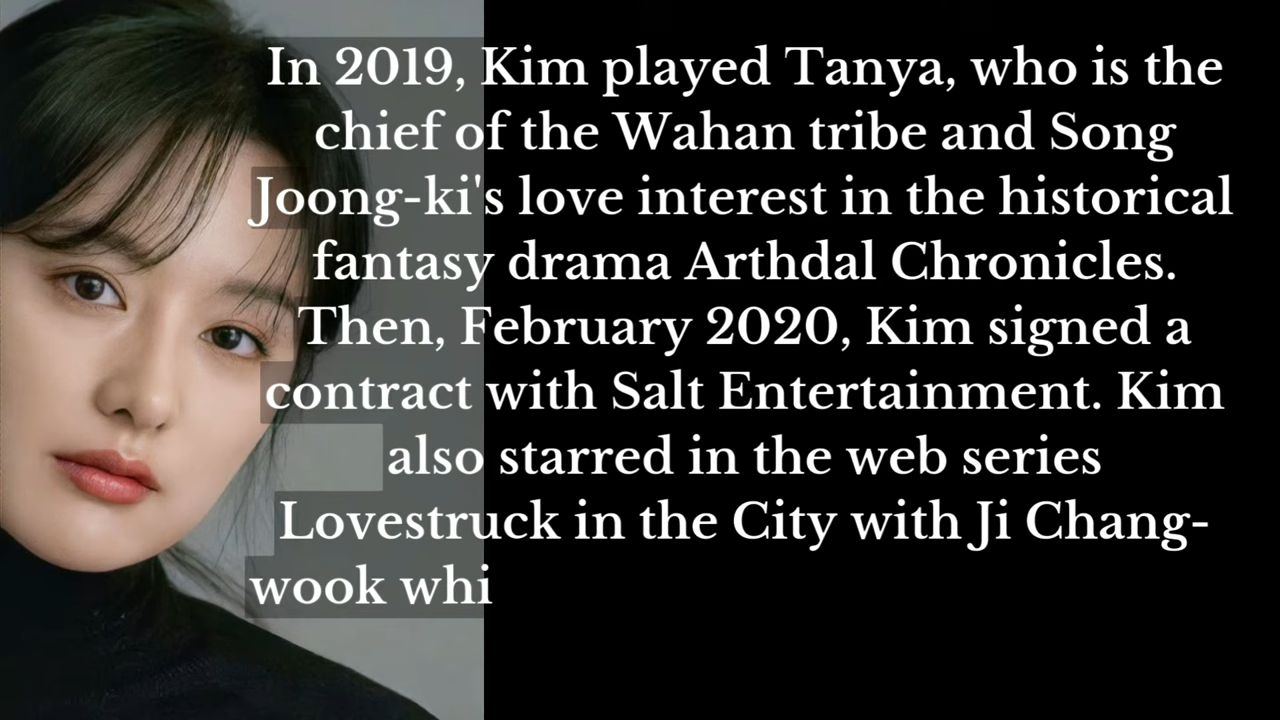 In 2019, Kim played Tanya, who is the
chief of the Wahan tribe and Song
Joong-ki's love interest in the historical
fantasy drama Arthdal Chronicles.
Then, February 2020, Kim signed a
contract with Salt Entertainment. Kim
also starred in the web series
Lovestruck in the City with Ji Chang-
wook whi